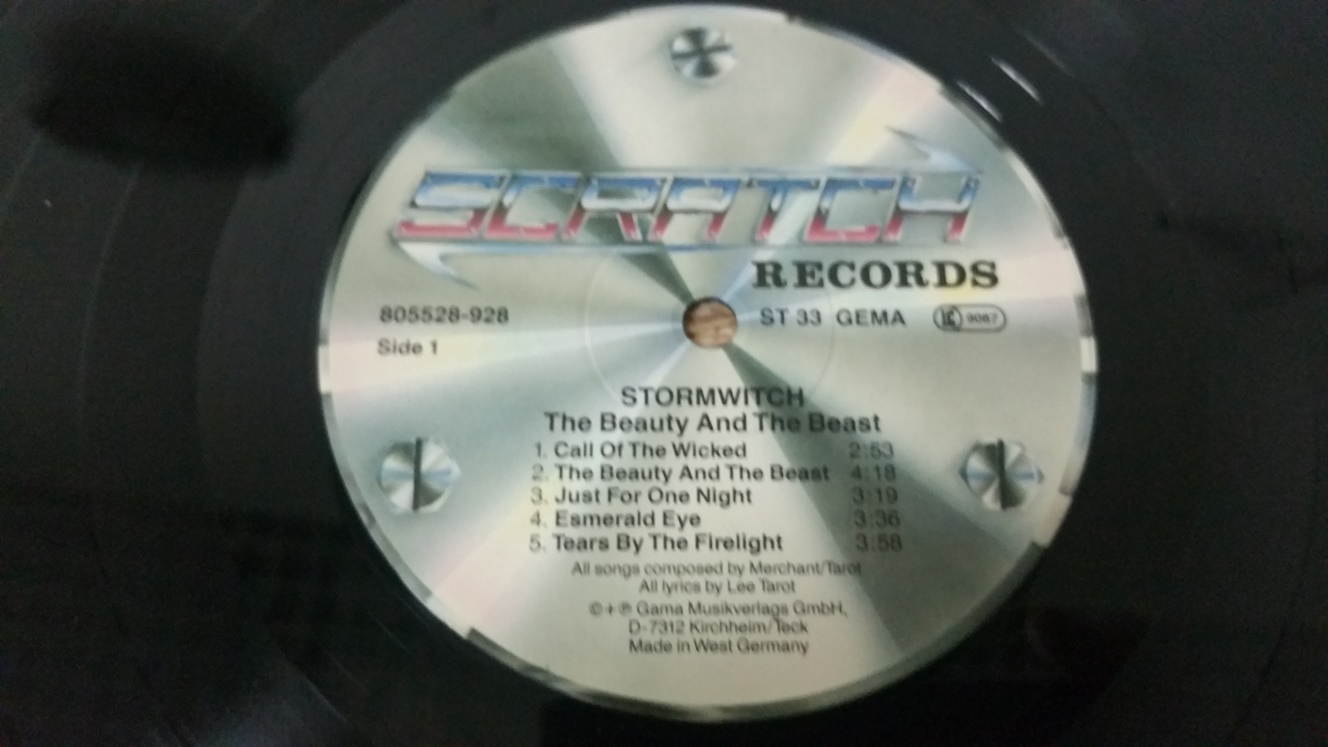 SCRATCH
RECORDS
805528-928 ST 33 GEMA LC 9067
Side 1
STORMWITCH
The Beauty And The Beast
1. Call Of The Wicked 2:53
2. The Beauty And The Beast 4:18
3. Just For One Night 3:19
4. Esmerald Eye 3:36
5. Tears By The Firelight 3:58
All songs composed by Merchant/Tarot
All lyrics by Lee Tarot
©+℗ Gama Musikverlags GmbH,
D-7312 Kirchheim/Teck
Made in West Germany